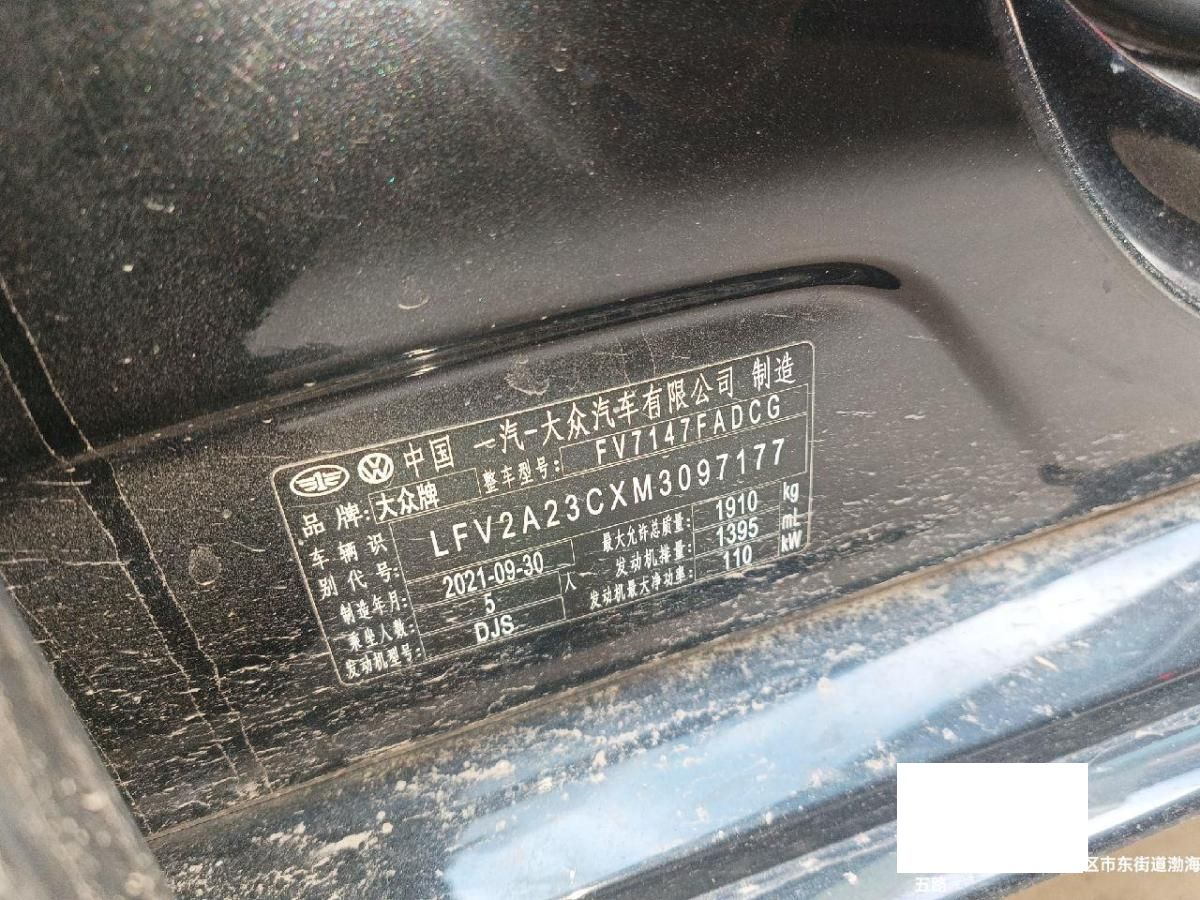 中国 一汽-大众汽车有限公司 制造
品牌: 大众牌 整车型号: FV7147FADCG
车辆识别代号: LFV2A23CXM3097177
制造年月: 2021-09-30 最大允许总质量: 1910 kg
乘坐人数: 5 人 发动机排量: 1395 mL
发动机型号: DJS 发动机最大净功率: 110 kW
区市东街道渤海
五路